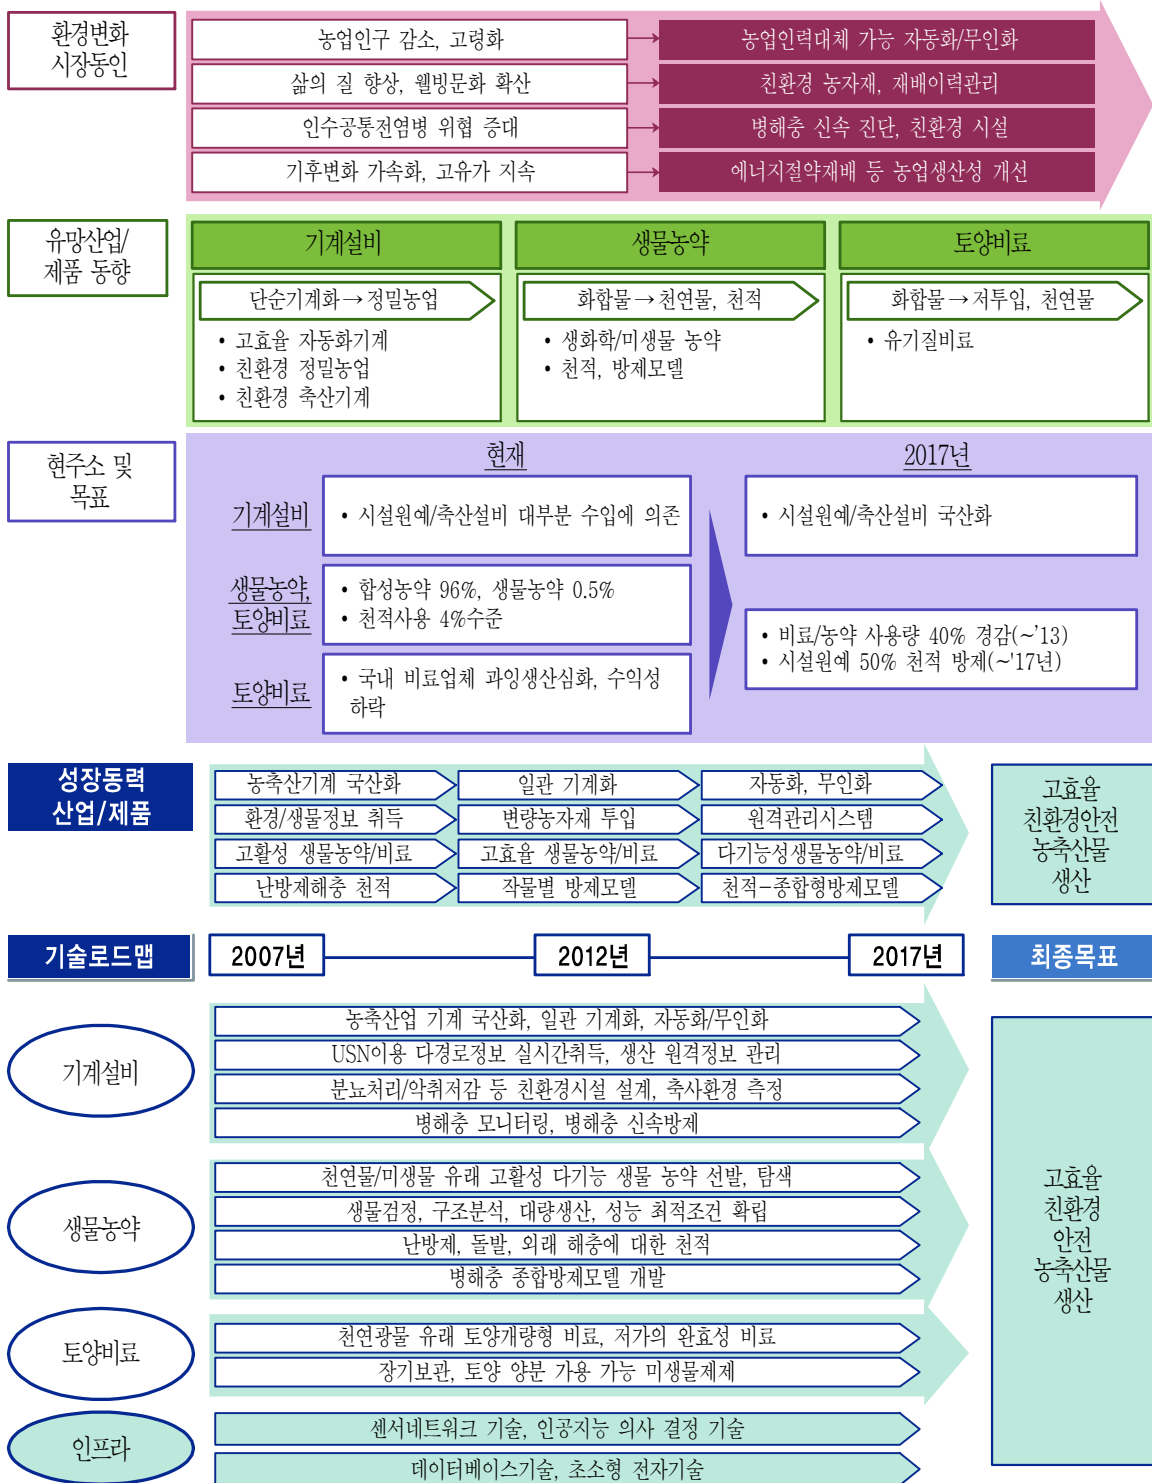 환경변화
시장동인
농업인구 감소, 고령화
농업인력대체 가능 자동화/무인화
삶의 질 향상, 웰빙문화 확산
친환경 농자재, 재배이력관리
인수공통전염병 위협 증대
병해충 신속 진단, 친환경 시설
기후변화 가속화, 고유가 지속
에너지절약재배 등 농업생산성 개선
유망산업/
제품 동향
기계설비
생물농약
토양비료
단순기계화→정밀농업
화합물→천연물, 천적
화합물→저투입, 천연물
• 고효율 자동화기계
• 친환경 정밀농업
• 친환경 축산기계
• 생화학/미생물 농약
• 천적, 방제모델
• 유기질비료
현주소 및
목표
현재
2017년
기계설비
• 시설원예/축산설비 대부분 수입에 의존
• 시설원예/축산설비 국산화
생물농약,
토양비료
• 합성농약 96%, 생물농약 0.5%
• 천적사용 4%수준
• 비료/농약 사용량 40% 경감(~'13)
• 시설원예 50% 천적 방제(~'17년)
토양비료
• 국내 비료업체 과잉생산심화, 수익성
하락
성장동력
산업/제품
농축산기계 국산화
일관 기계화
자동화, 무인화
환경/생물정보 취득
변량농자재 투입
원격관리시스템
고활성 생물농약/비료
고효율 생물농약/비료
다기능성생물농약/비료
난방제해충 천적
작물별 방제모델
천적-종합형방제모델
고효율
친환경안전
농축산물
생산
기술로드맵
2007년
2012년
2017년
최종목표
기계설비
농축산업 기계 국산화, 일관 기계화, 자동화/무인화
USN이용 다경로정보 실시간취득, 생산 원격정보 관리
분뇨처리/악취저감 등 친환경시설 설계, 축사환경 측정
병해충 모니터링, 병해충 신속방제
생물농약
천연물/미생물 유래 고활성 다기능 생물 농약 선발, 탐색
생물검정, 구조분석, 대량생산, 성능 최적조건 확립
난방제, 돌발, 외래 해충에 대한 천적
병해충 종합방제모델 개발
토양비료
천연광물 유래 토양개량형 비료, 저가의 완효성 비료
장기보관, 토양 양분 가용 가능 미생물제제
인프라
센서네트워크 기술, 인공지능 의사 결정 기술
데이터베이스기술, 초소형 전자기술
고효율
친환경
안전
농축산물
생산